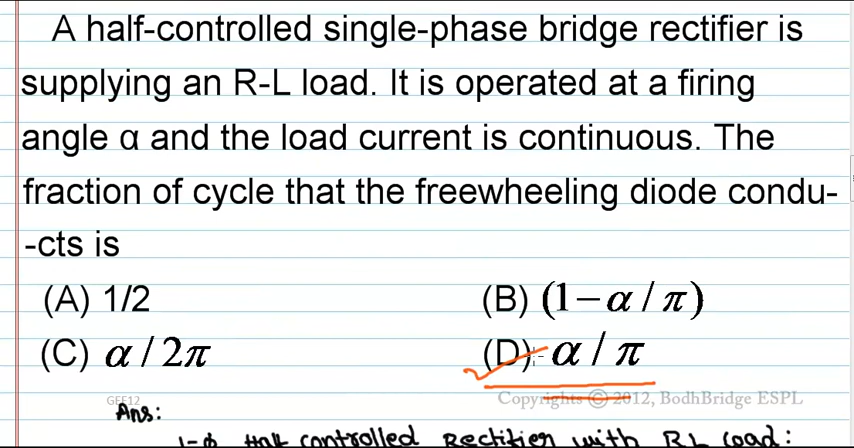 A half-controlled single-phase bridge rectifier is
supplying an R-L load. It is operated at a firing
angle α and the load current is continuous. The
fraction of cycle that the freewheeling diode condu-
-cts is
(A) 1/2 (B) (1-α/π)
(C) α/2π (D) α/π
GEE12 Copyrights © 2012, BodhBridge ESPL
Ans:
1-ϕ Half controlled Rectifier with RL Load: